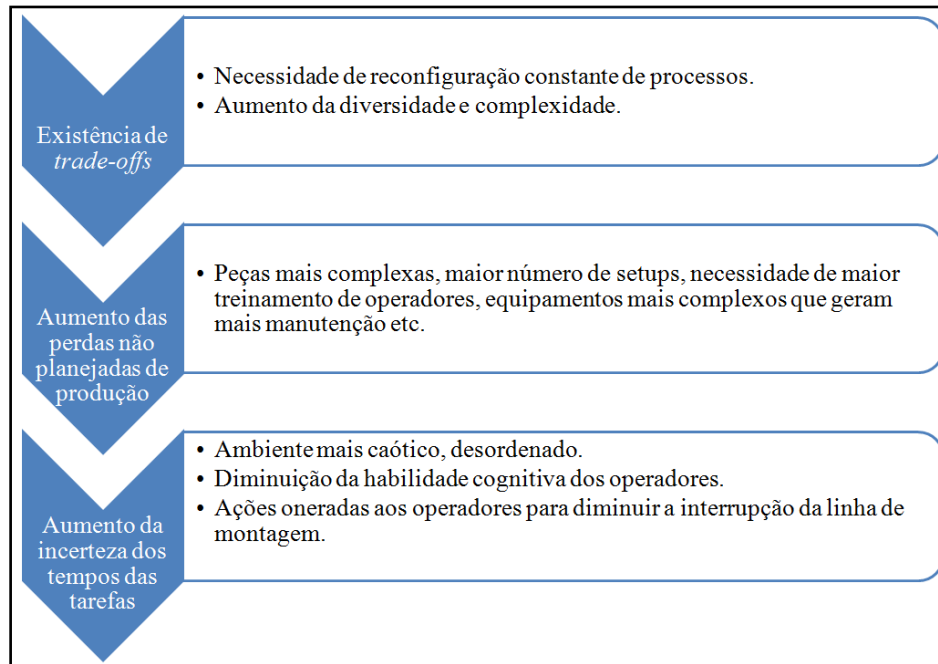 Existência de
trade-offs
• Necessidade de reconfiguração constante de processos.
• Aumento da diversidade e complexidade.
Aumento das
perdas não
planejadas de
produção
• Peças mais complexas, maior número de setups, necessidade de maior
treinamento de operadores, equipamentos mais complexos que geram
mais manutenção etc.
Aumento da
incerteza dos
tempos das
tarefas
• Ambiente mais caótico, desordenado.
• Diminuição da habilidade cognitiva dos operadores.
• Ações oneradas aos operadores para diminuir a interrupção da linha de
montagem.